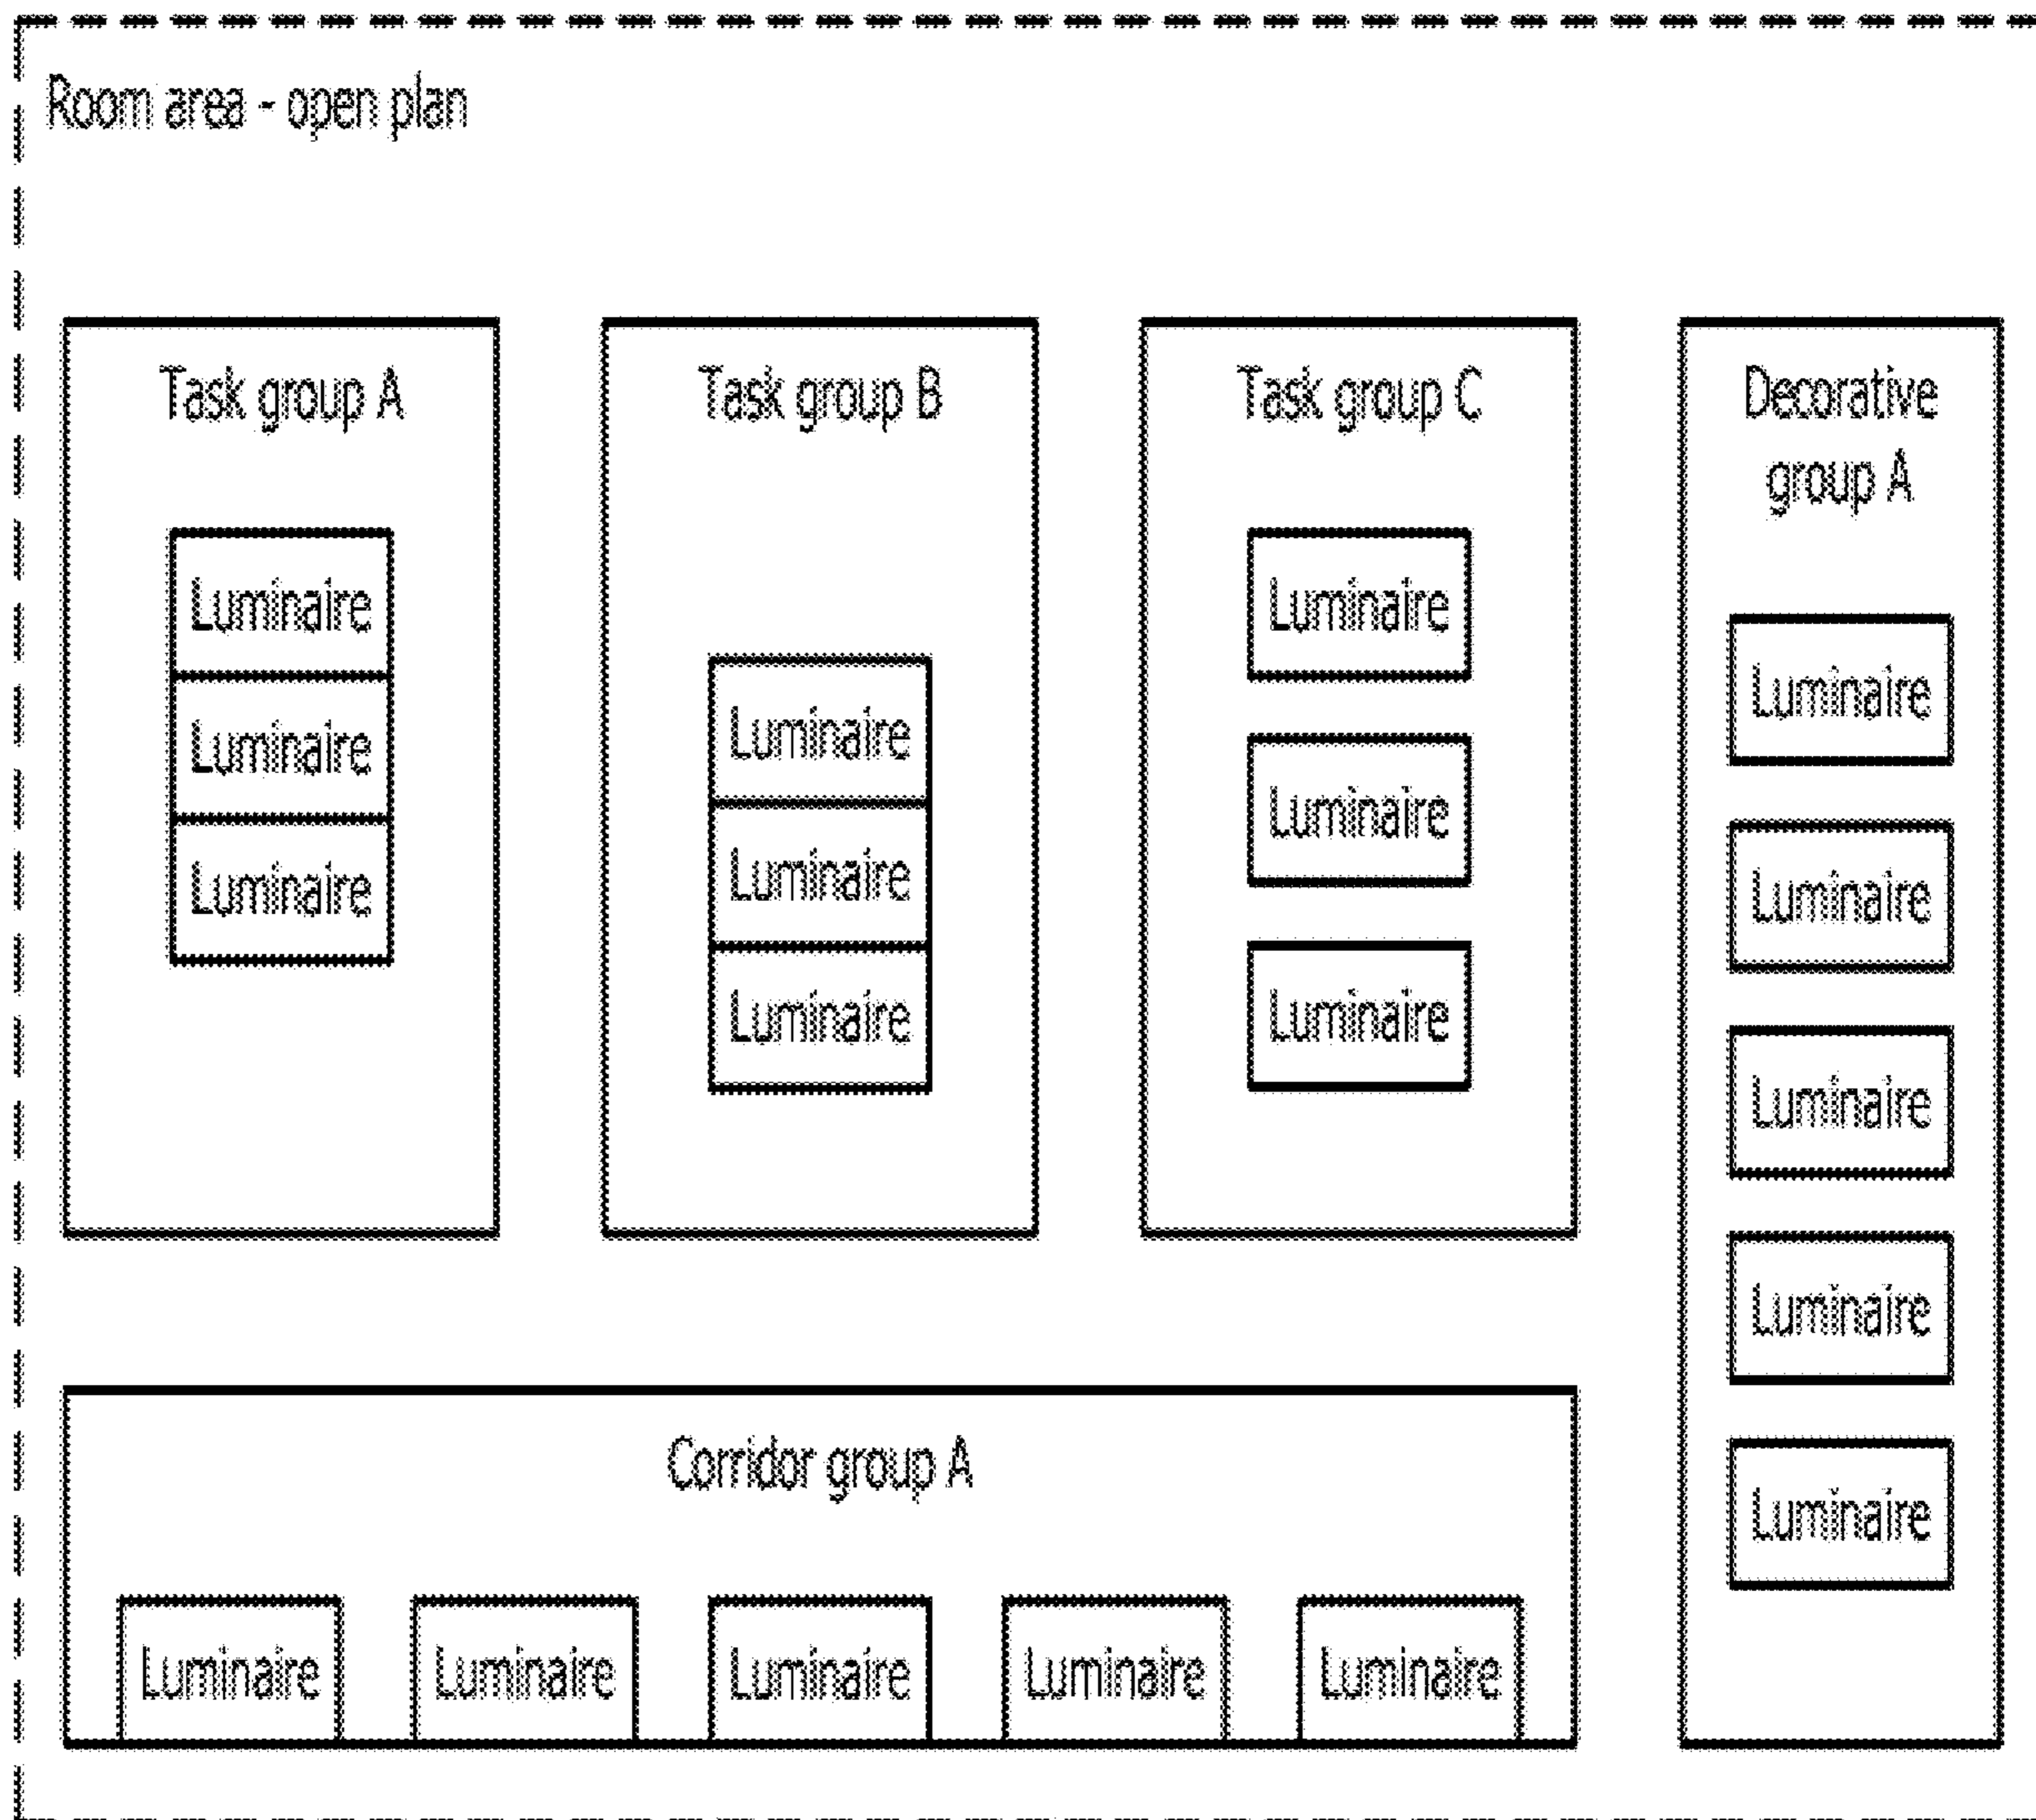 Room area - open plan
Task group A
Luminaire
Luminaire
Luminaire
Task group B
Luminaire
Luminaire
Luminaire
Task group C
Luminaire
Luminaire
Luminaire
Decorative
group A
Luminaire
Luminaire
Luminaire
Luminaire
Luminaire
Corridor group A
Luminaire
Luminaire
Luminaire
Luminaire
Luminaire